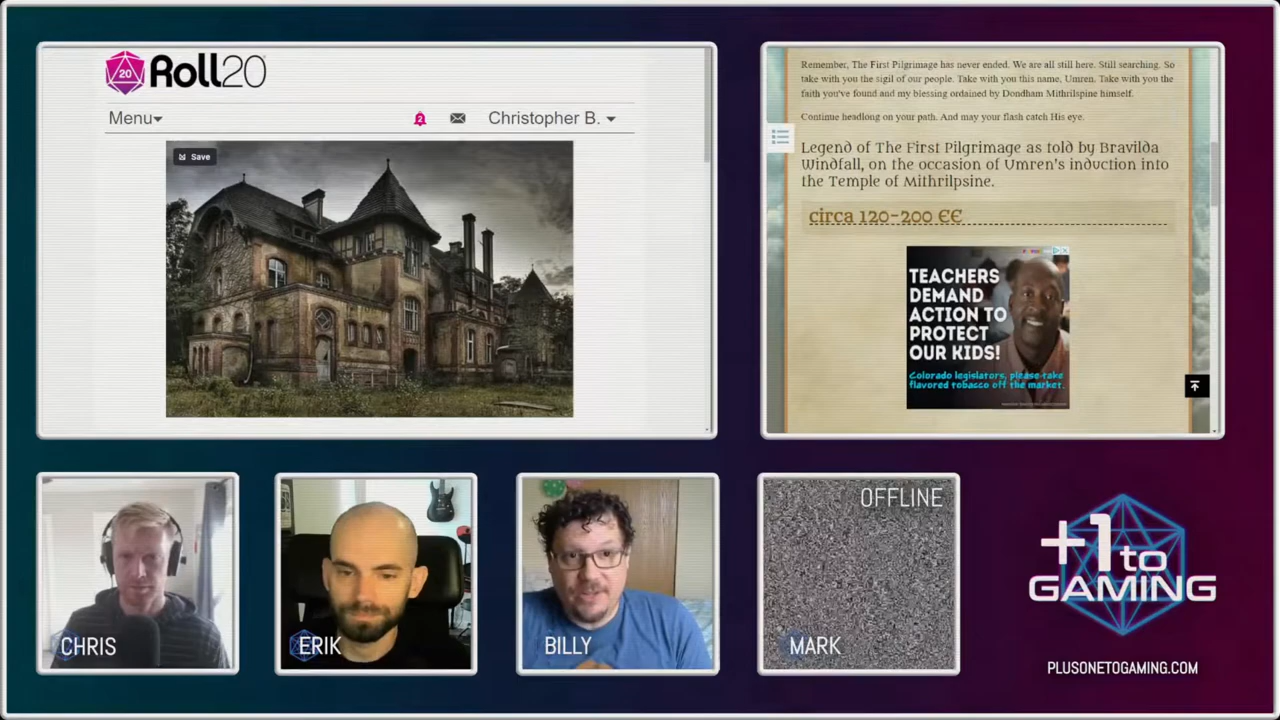 Roll20
20
Menu
2
Christopher B.
Save
Remember, The First Pilgrimage has never ended. We are all still here. Still searching. So
take with you the sigil of our people. Take with you this name, Umren. Take with you the
faith you've found and my blessing ordained by Dondham Mithrilspine himself.
Continue headlong on your path. And may your flash catch His eye.
Legend of The First Pilgrimage as told by Bravilda
Windfall, on the occasion of Umren's induction into
the Temple of Mithrilpsine.
circa 120-200 ЄЄ
TEACHERS
DEMAND
ACTION TO
PROTECT
OUR KIDS!
Colorado legislators, please take
flavored tobacco off the market.
CHRIS
ERIK
BILLY
OFFLINE
MARK
+1 to
GAMING
PLUSONETOGAMING.COM